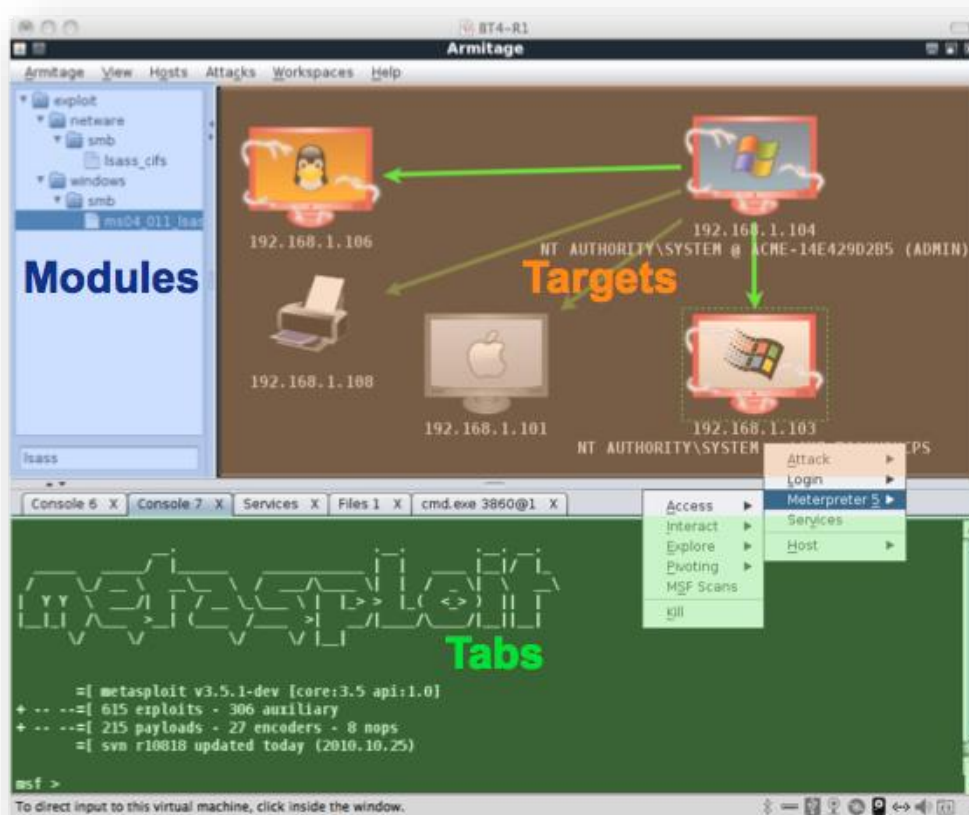 BT4-R1
Armitage
Armitage View Hosts Attacks Workspaces Help
exploit
netware
smb
lsass_cifs
windows
smb
ms04_011_lsas
Modules
lsass
192.168.1.106
192.168.1.104
NT AUTHORITY\SYSTEM @ ACME-14E429D2B5 (ADMIN)
Targets
192.168.1.108
192.168.1.101
192.168.1.103
NT AUTHORITY\SYSTEM
CPS
Attack
Login
Meterpreter 5
Services
Host
Access
Interact
Explore
Pivoting
MSF Scans
Kill
Console 6 X Console 7 X Services X Files 1 X cmd.exe 3860@1 X
metasploit
Tabs
=[ metasploit v3.5.1-dev [core:3.5 api:1.0]
+ -- --=[ 615 exploits - 306 auxiliary
+ -- --=[ 215 payloads - 27 encoders - 8 nops
=[ svn r10818 updated today (2010.10.25)
msf >
To direct input to this virtual machine, click inside the window.